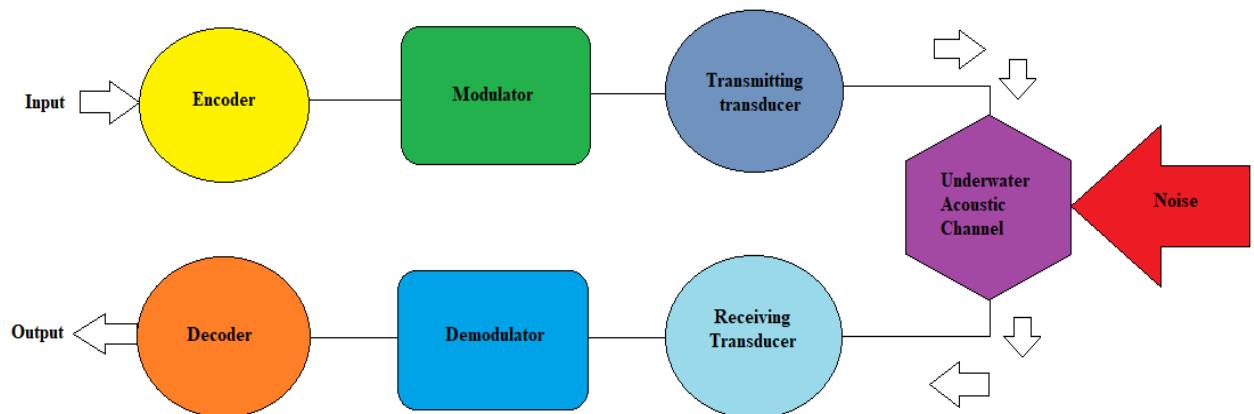 Input
Encoder
Modulator
Transmitting
transducer
Underwater
Acoustic
Channel
Noise
Output
Decoder
Demodulator
Receiving
Transducer